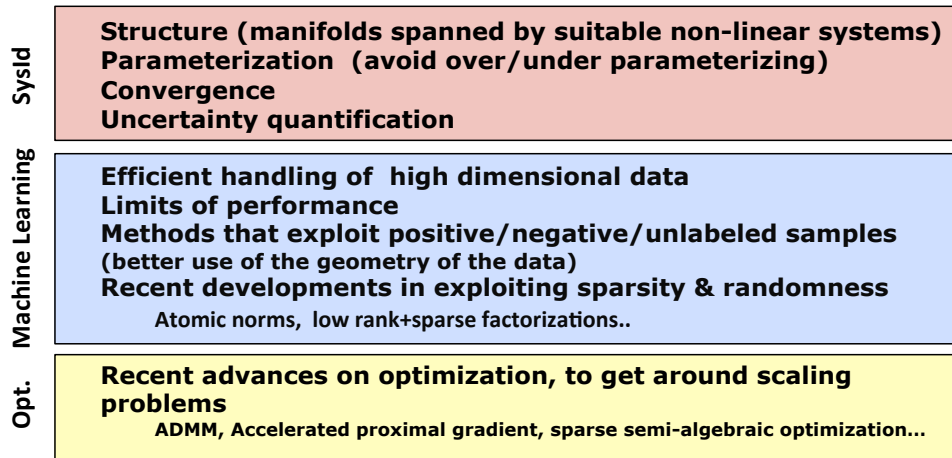 SysId
Structure (manifolds spanned by suitable non-linear systems)
Parameterization (avoid over/under parameterizing)
Convergence
Uncertainty quantification
Machine Learning
Efficient handling of high dimensional data
Limits of performance
Methods that exploit positive/negative/unlabeled samples
(better use of the geometry of the data)
Recent developments in exploiting sparsity & randomness
Atomic norms, low rank+sparse factorizations..
Opt.
Recent advances on optimization, to get around scaling
problems
ADMM, Accelerated proximal gradient, sparse semi-algebraic optimization...